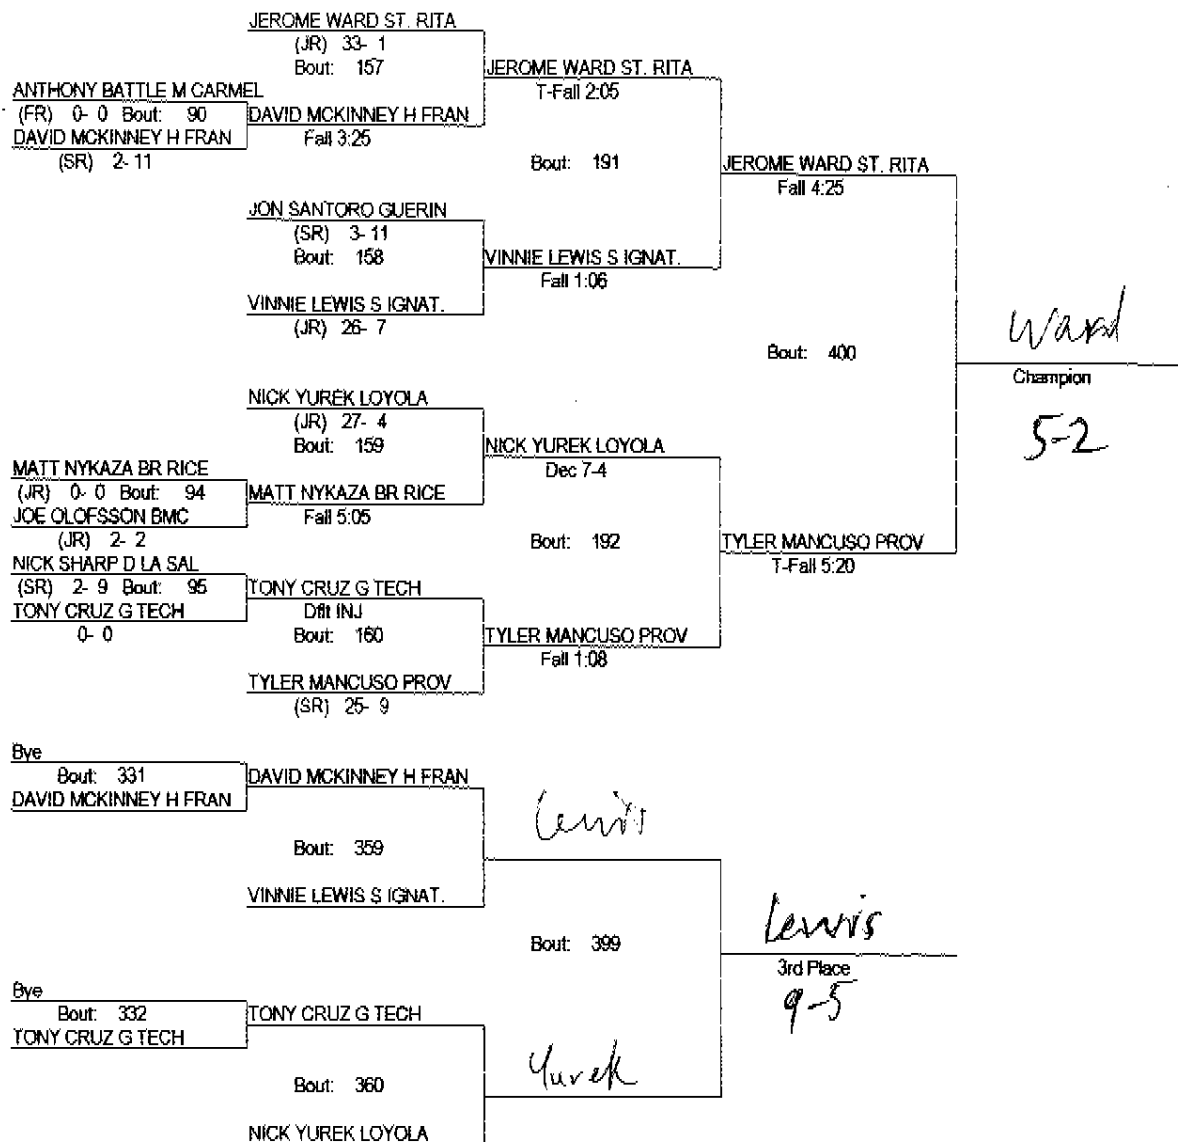 JEROME WARD ST. RITA
(JR) 33- 1
Bout: 157
JEROME WARD ST. RITA
T-Fall 2:05
ANTHONY BATTLE M CARMEL
(FR) 0- 0 Bout: 90
DAVID MCKINNEY H FRAN
DAVID MCKINNEY H FRAN
Fall 3:25
(SR) 2- 11
Bout: 191
JEROME WARD ST. RITA
Fall 4:25
JON SANTORO GUERIN
(SR) 3- 11
Bout: 158
VINNIE LEWIS S IGNAT.
Fall 1:06
VINNIE LEWIS S IGNAT.
(JR) 26- 7
Bout: 400
Ward
Champion
5-2
NICK YUREK LOYOLA
(JR) 27- 4
Bout: 159
NICK YUREK LOYOLA
Dec 7-4
MATT NYKAZA BR RICE
(JR) 0- 0 Bout: 94
MATT NYKAZA BR RICE
JOE OLOFSSON BMC
Fall 5:05
(JR) 2- 2
Bout: 192
TYLER MANCUSO PROV
T-Fall 5:20
NICK SHARP D LA SAL
(SR) 2- 9 Bout: 95
TONY CRUZ G TECH
TONY CRUZ G TECH
Dflt INJ
0- 0
Bout: 160
TYLER MANCUSO PROV
Fall 1:08
TYLER MANCUSO PROV
(SR) 25- 9
Bye
Bout: 331
DAVID MCKINNEY H FRAN
DAVID MCKINNEY H FRAN
Lewis
Bout: 359
VINNIE LEWIS S IGNAT.
Bout: 399
Lewis
3rd Place
9-5
Bye
Bout: 332
TONY CRUZ G TECH
TONY CRUZ G TECH
Yurek
Bout: 360
NICK YUREK LOYOLA